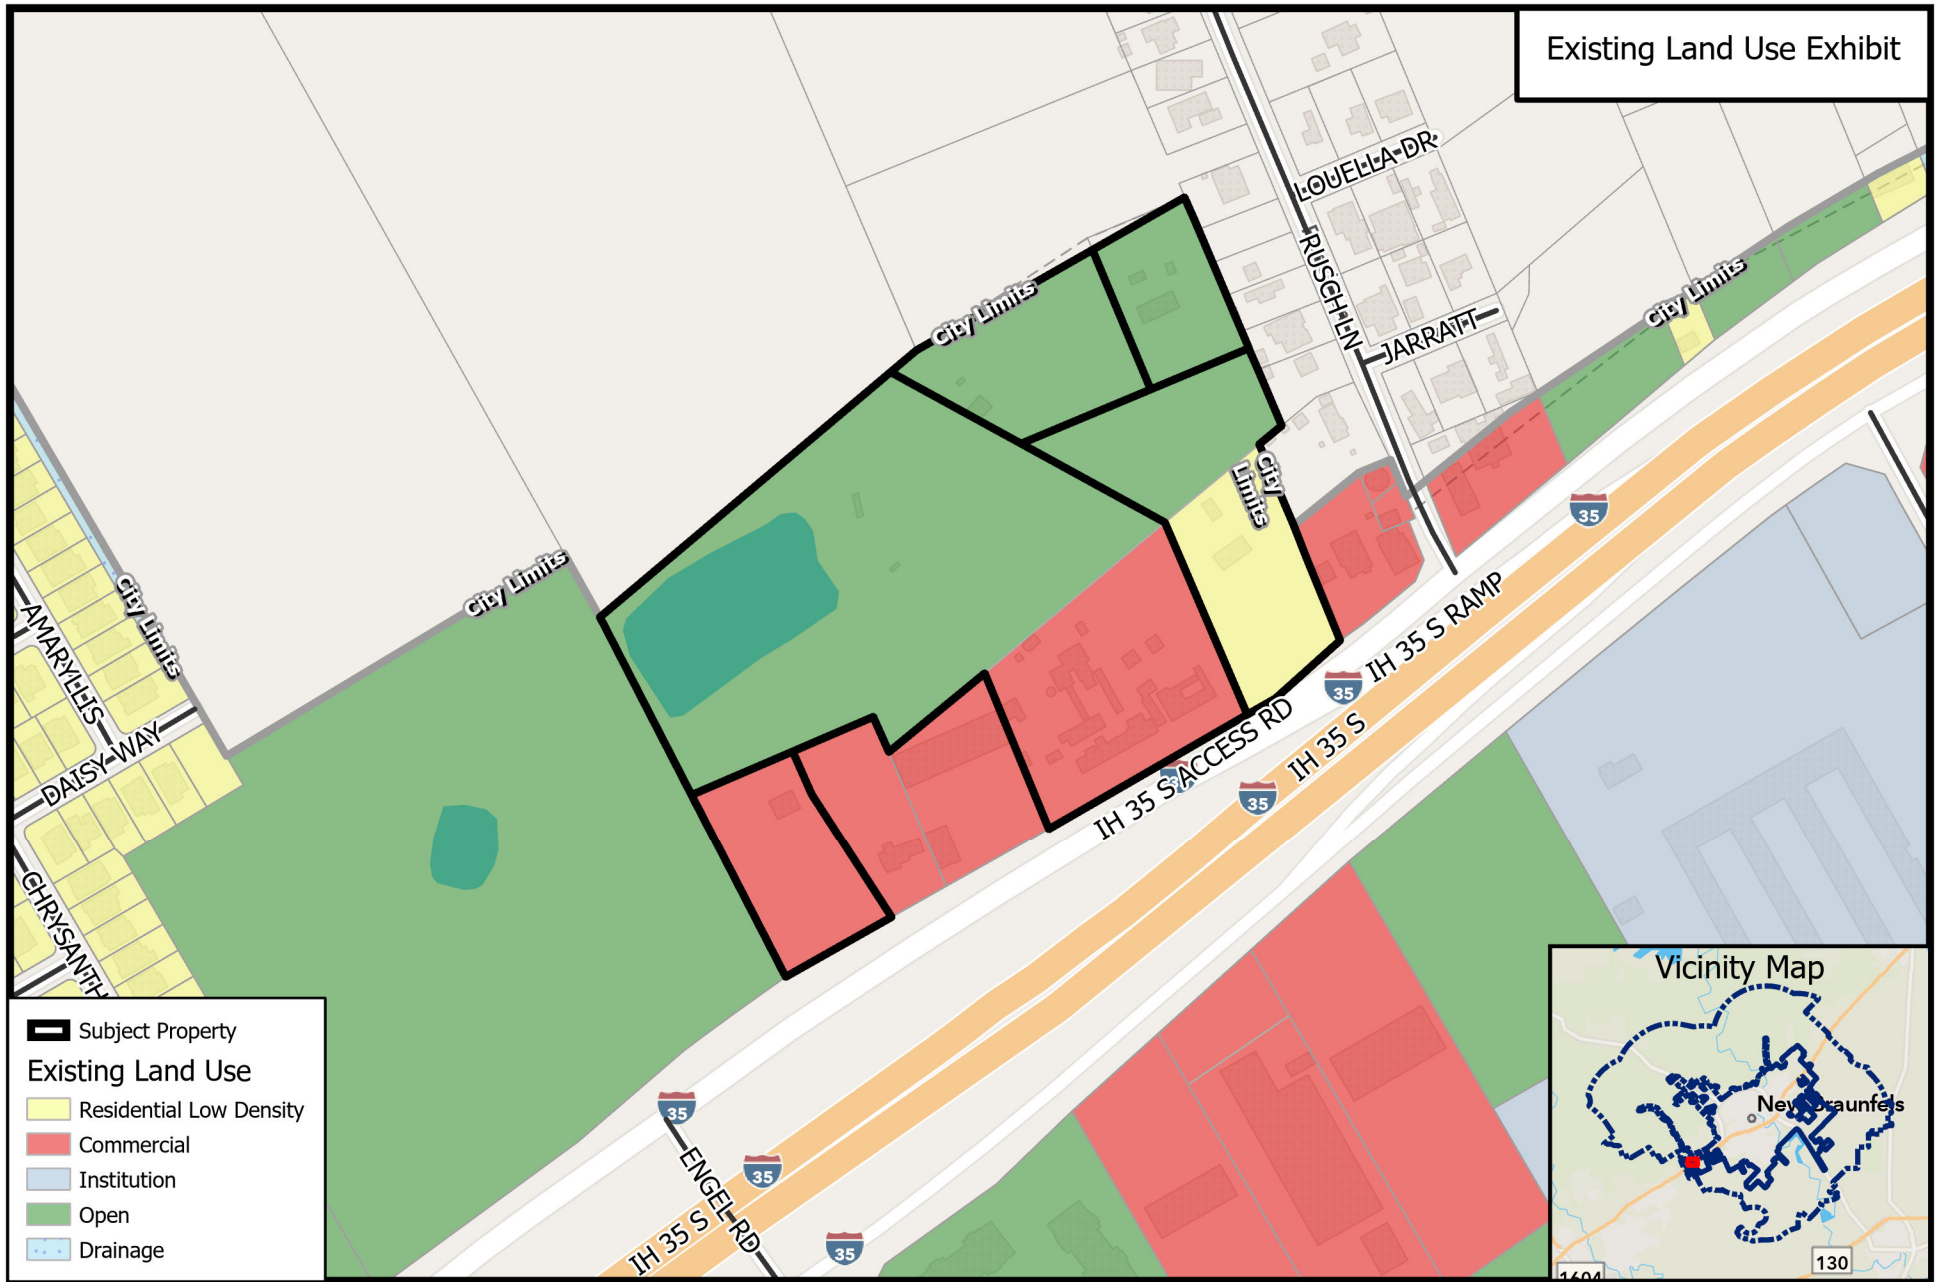 Existing Land Use Exhibit
LOUELLA DR
RUSCH LN
JARRATT
City Limits
City Limits
City
Limits
City Limits
City Limits
AMARYLLIS
DAISY WAY
CHRYSANTH
35
IH 35 S RAMP
35
IH 35 S
IH 35 S ACCESS RD
35
35
35
35
ENGEL RD
IH 35 S
Subject Property
Existing Land Use
Residential Low Density
Commercial
Institution
Open
Drainage
Vicinity Map
New Braunfels
130
1604